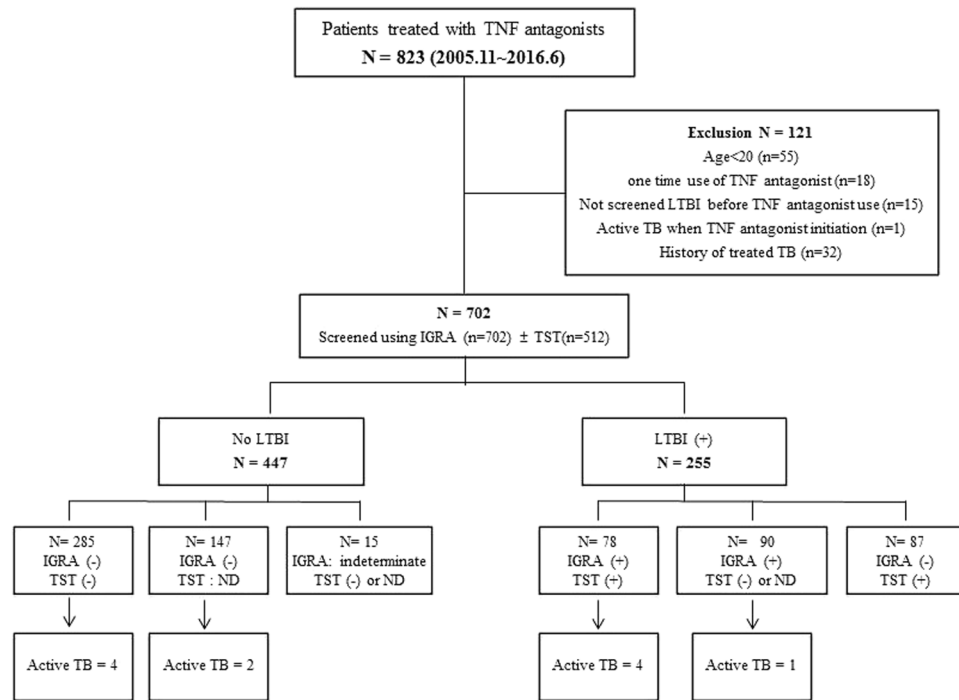 Patients treated with TNF antagonists
N = 823 (2005.11~2016.6)
Exclusion N = 121
Age<20 (n=55)
one time use of TNF antagonist (n=18)
Not screened LTBI before TNF antagonist use (n=15)
Active TB when TNF antagonist initiation (n=1)
History of treated TB (n=32)
N = 702
Screened using IGRA (n=702) ± TST(n=512)
No LTBI
N = 447
LTBI (+)
N = 255
N= 285
IGRA (-)
TST (-)
N= 147
IGRA (-)
TST : ND
N= 15
IGRA: indeterminate
TST (-) or ND
N= 78
IGRA (+)
TST (+)
N= 90
IGRA (+)
TST (-) or ND
N= 87
IGRA (-)
TST (+)
Active TB = 4
Active TB = 2
Active TB = 4
Active TB = 1